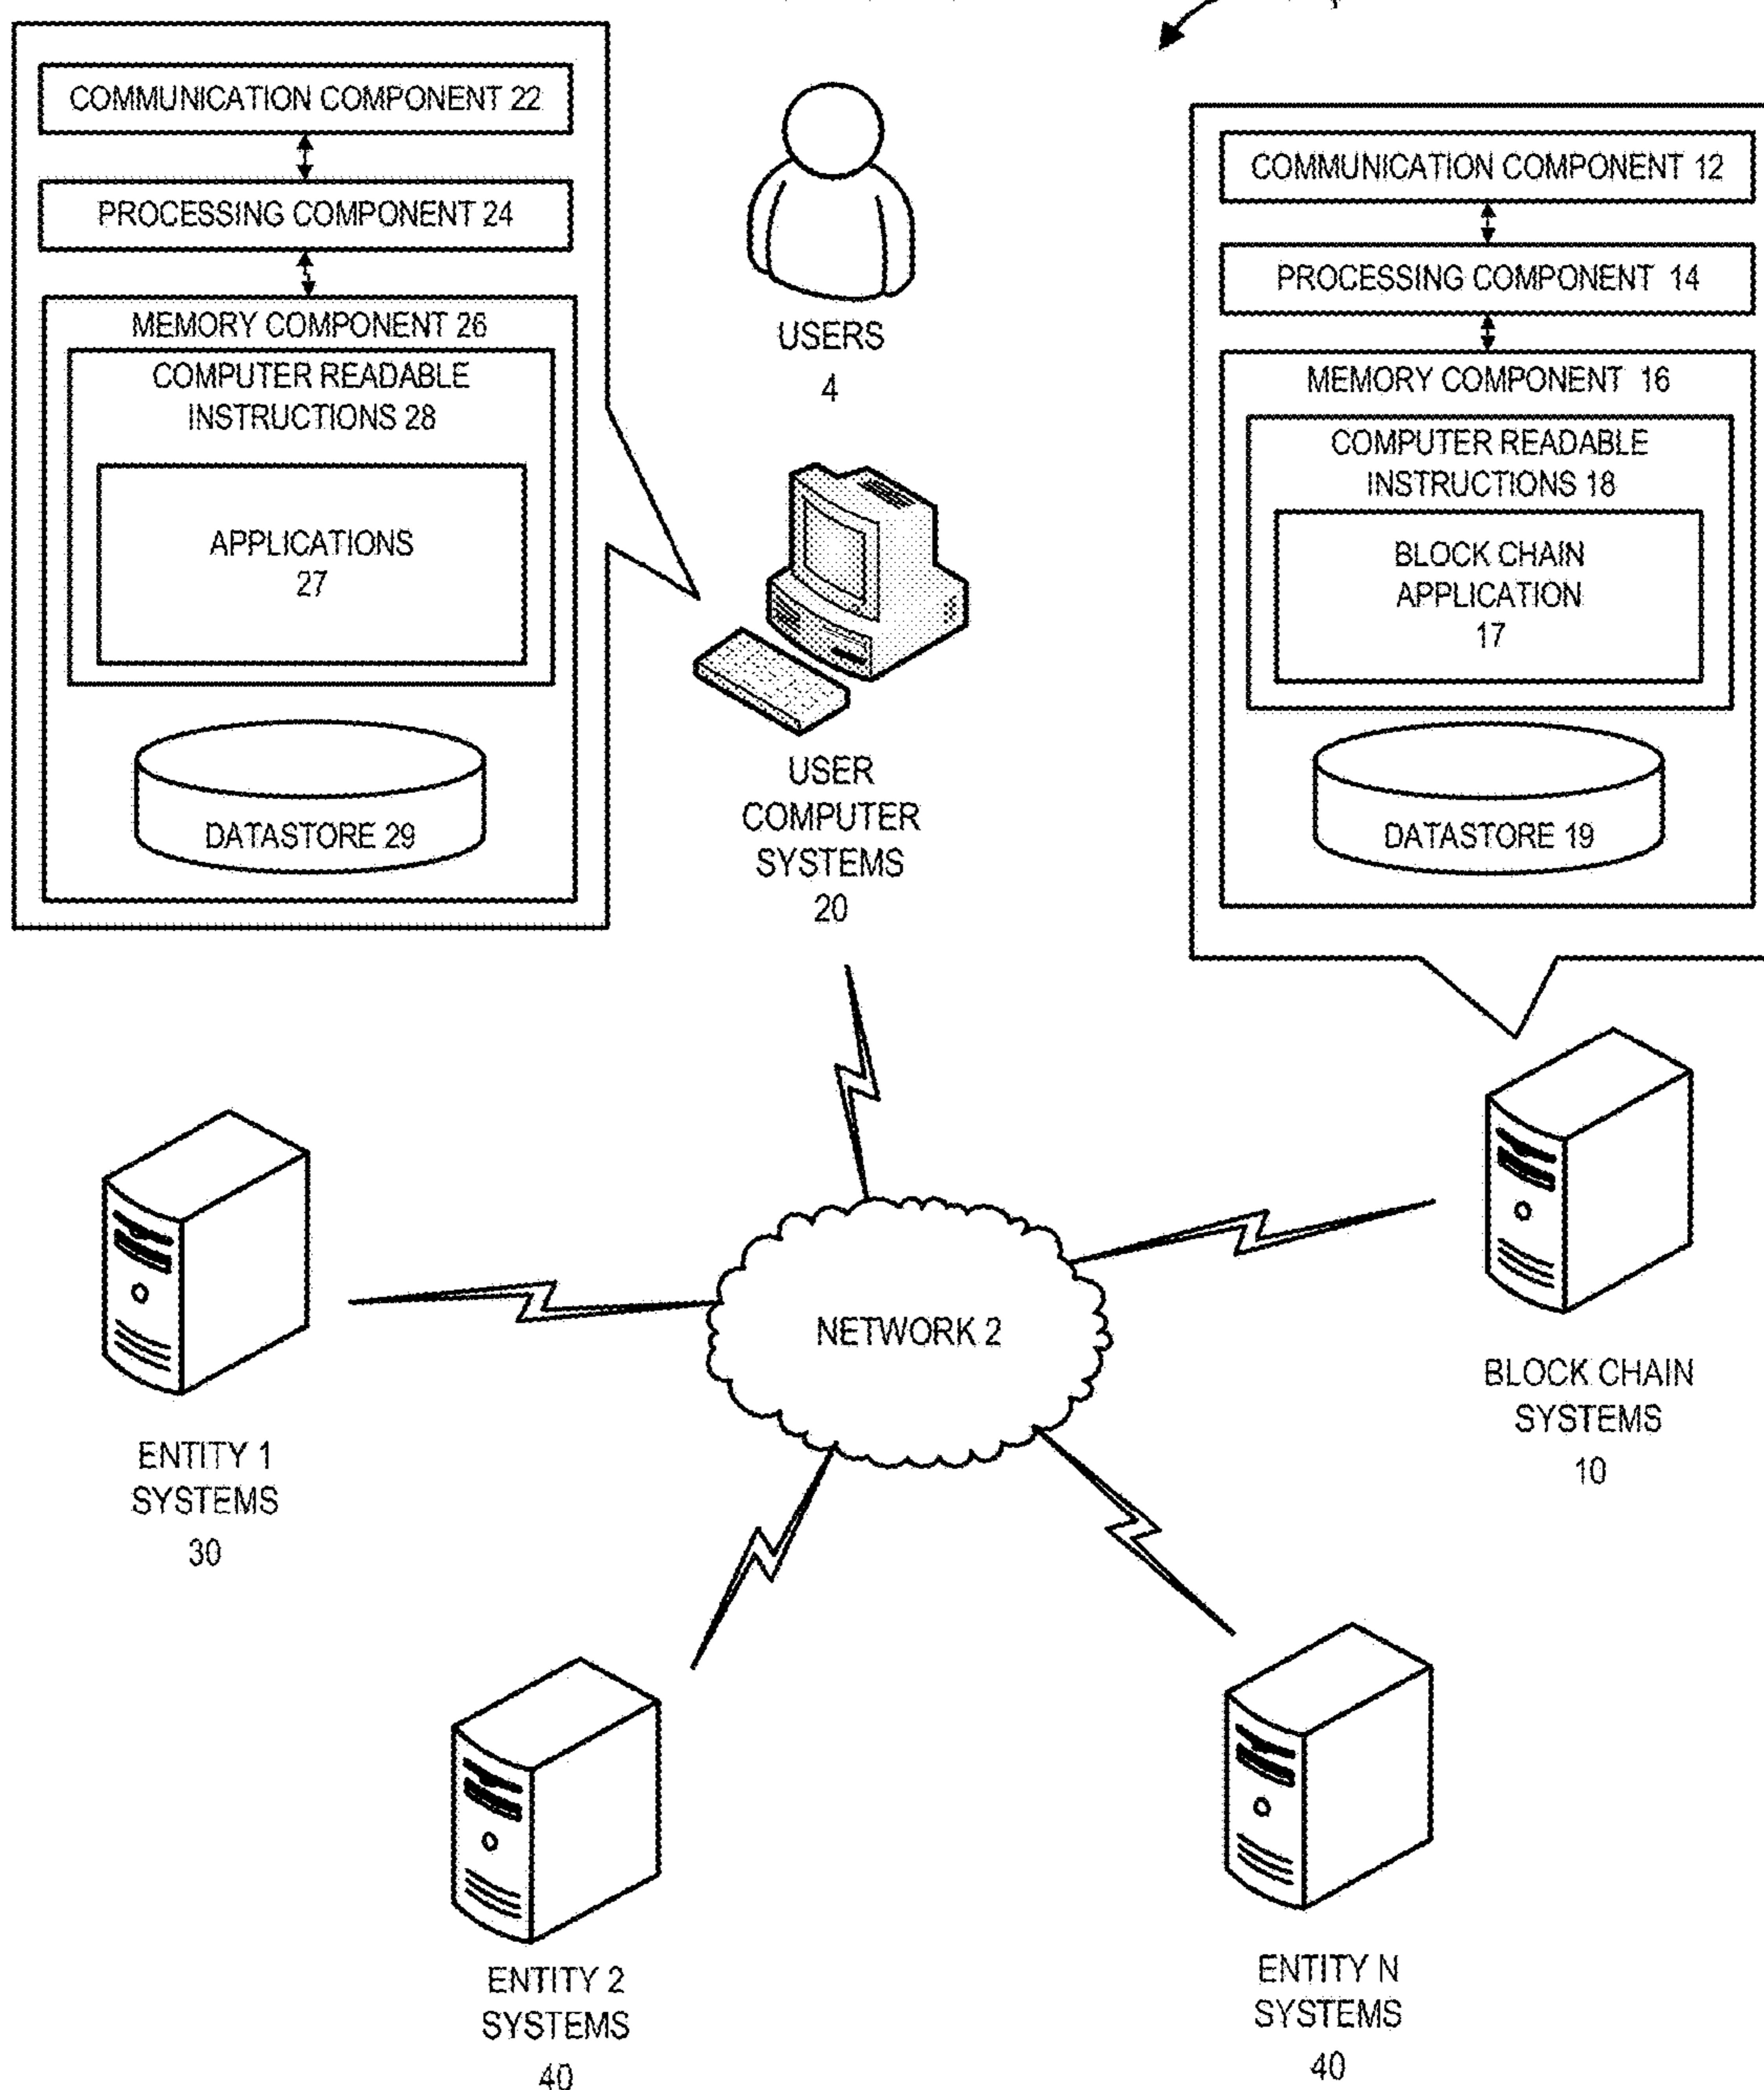 COMMUNICATION COMPONENT 22
PROCESSING COMPONENT 24
MEMORY COMPONENT 26
COMPUTER READABLE
INSTRUCTIONS 28
APPLICATIONS
27
DATASTORE 29
USERS
4
USER
COMPUTER
SYSTEMS
20
COMMUNICATION COMPONENT 12
PROCESSING COMPONENT 14
MEMORY COMPONENT 16
COMPUTER READABLE
INSTRUCTIONS 18
BLOCK CHAIN
APPLICATION
17
DATASTORE 19
NETWORK 2
BLOCK CHAIN
SYSTEMS
10
ENTITY 1
SYSTEMS
30
ENTITY 2
SYSTEMS
40
ENTITY N
SYSTEMS
40